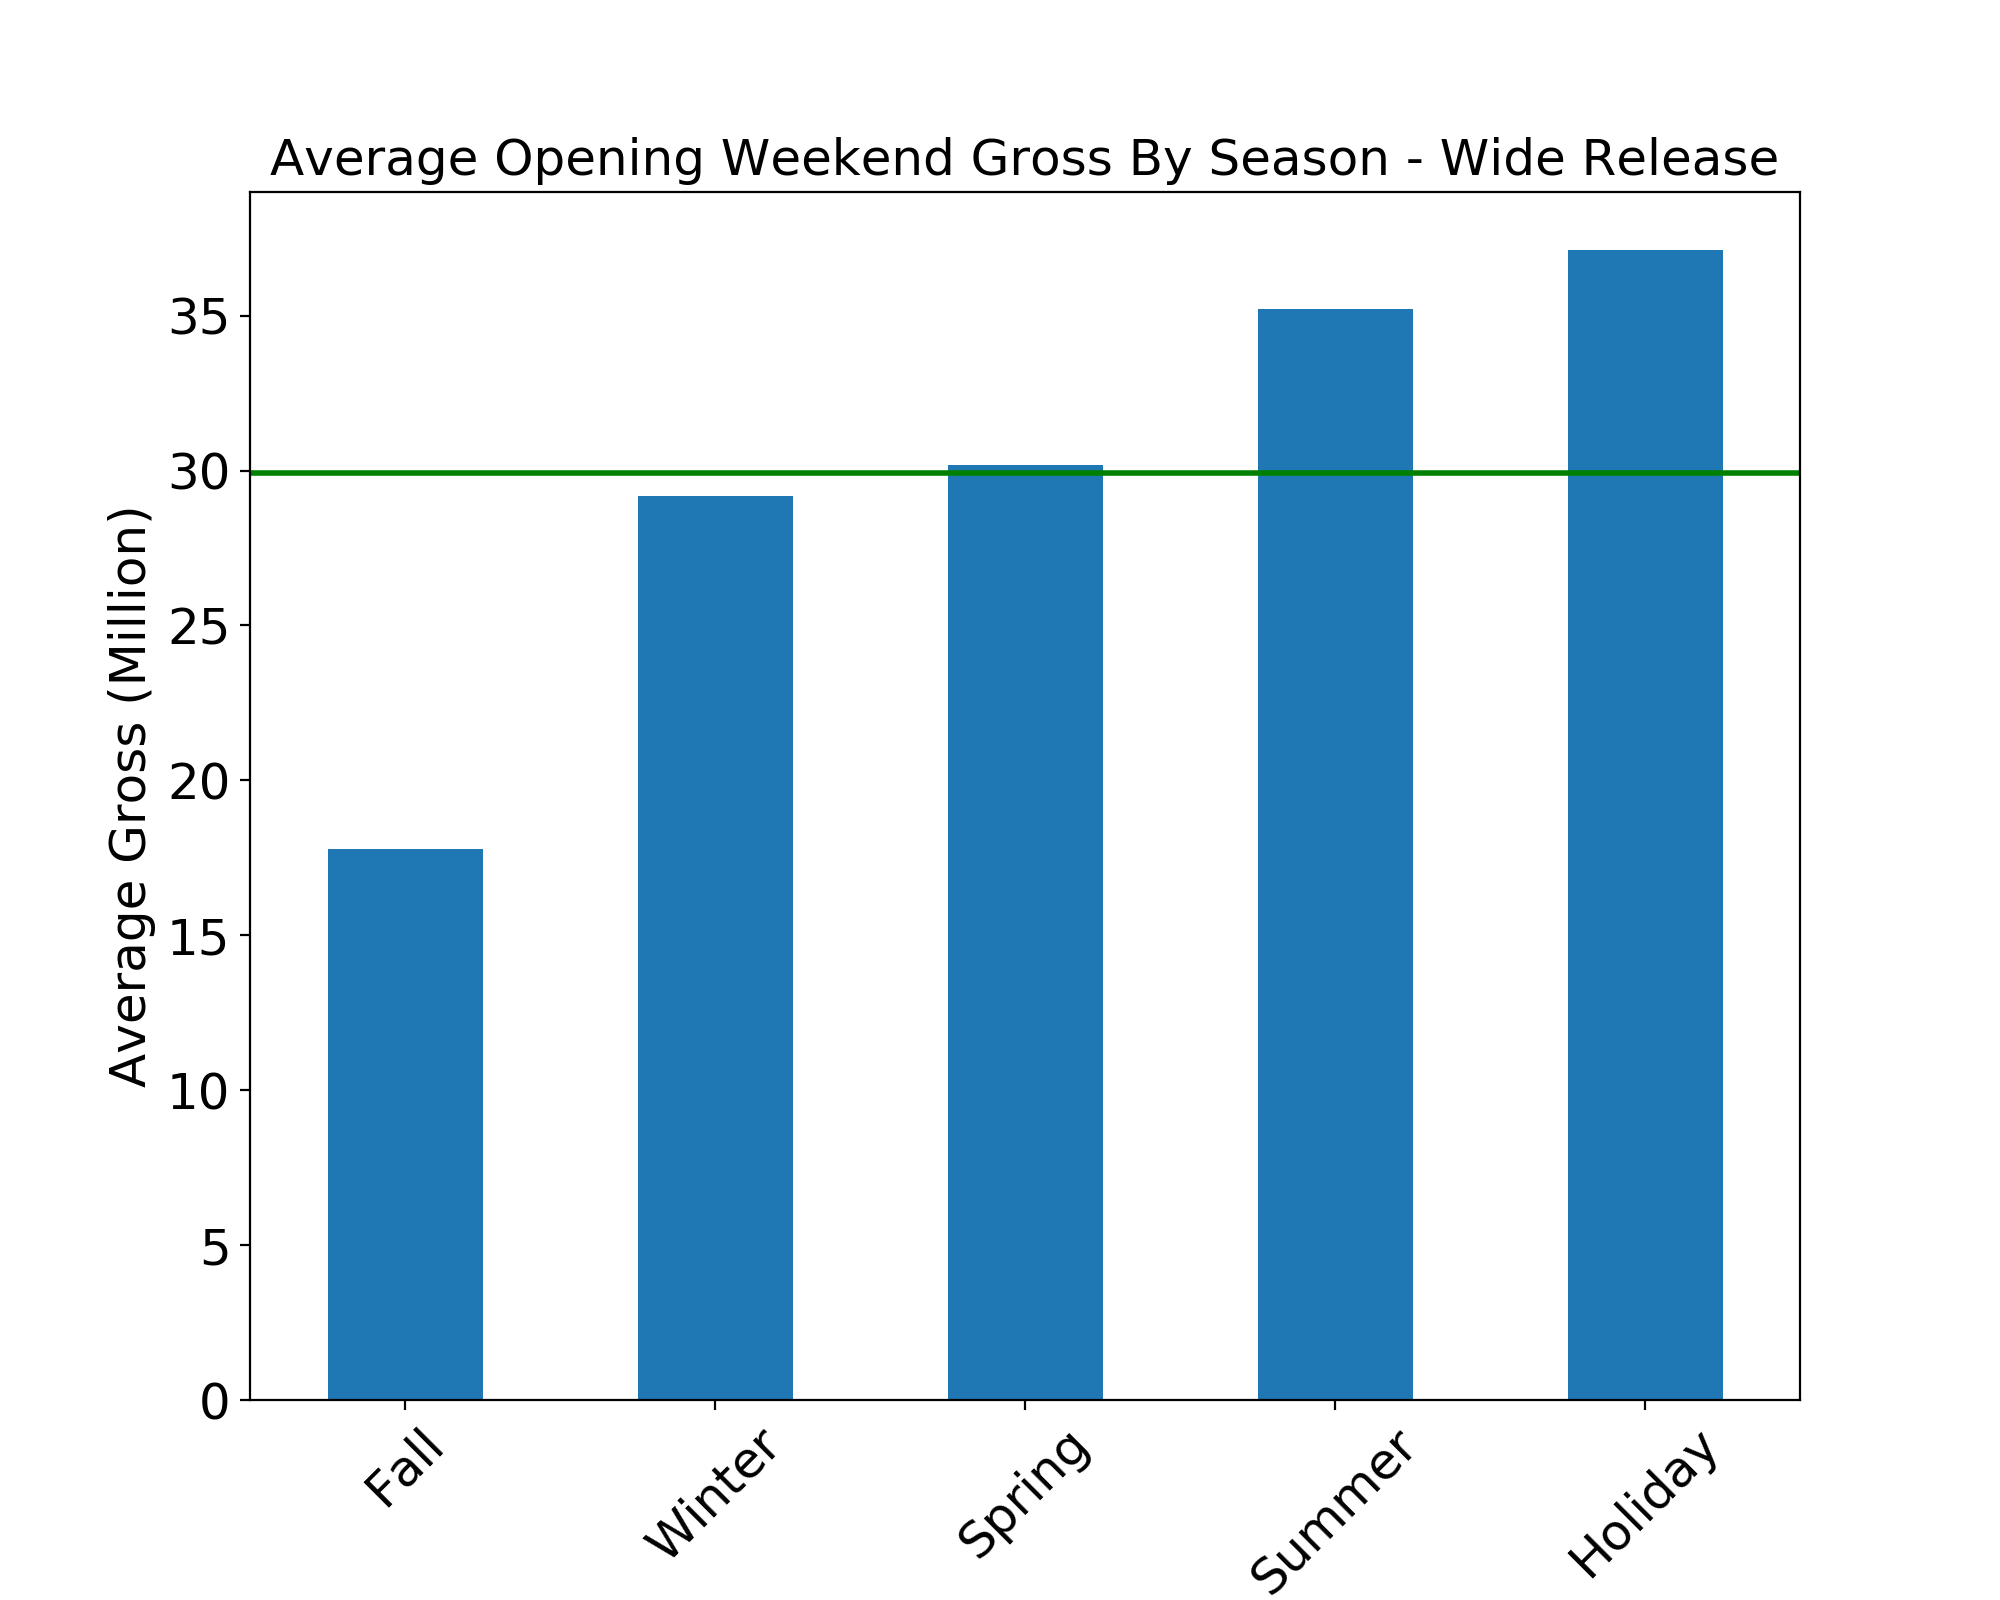 Average Opening Weekend Gross By Season - Wide Release
Average Gross (Million)
35
30
25
20
15
10
5
0
Fall
Winter
Spring
Summer
Holiday